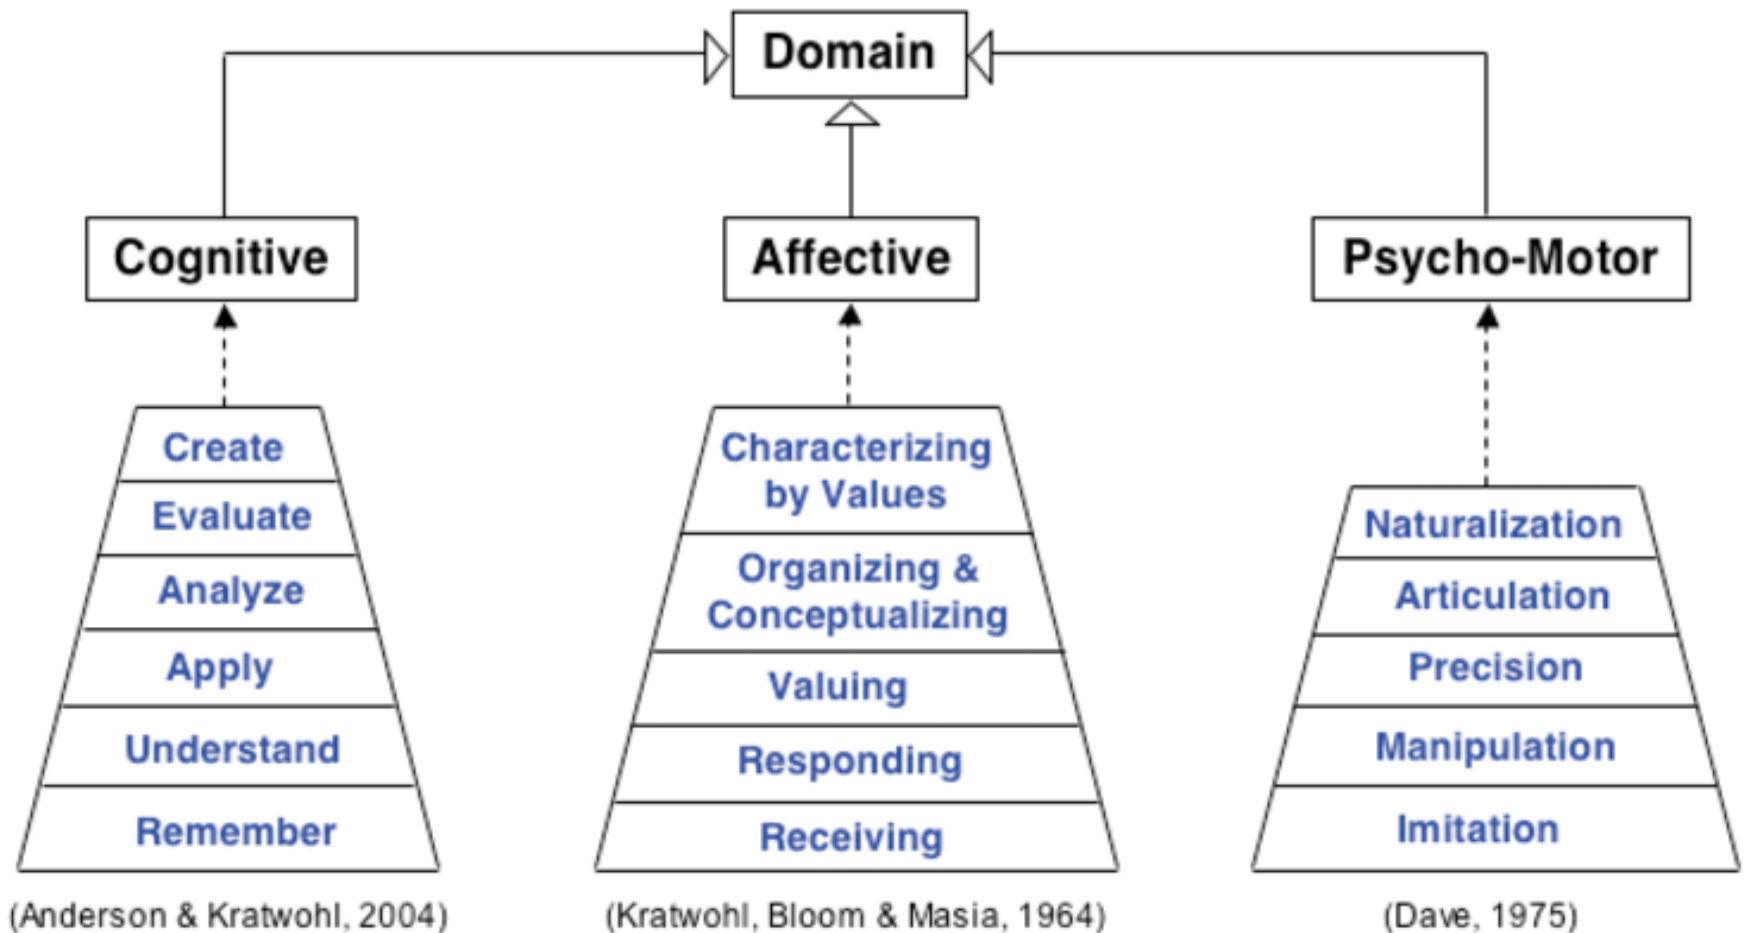 Domain
Cognitive
Affective
Psycho-Motor
Create
Evaluate
Analyze
Apply
Understand
Remember
(Anderson & Kratwohl, 2004)
Characterizing
by Values
Organizing &
Conceptualizing
Valuing
Responding
Receiving
(Kratwohl, Bloom & Masia, 1964)
Naturalization
Articulation
Precision
Manipulation
Imitation
(Dave, 1975)